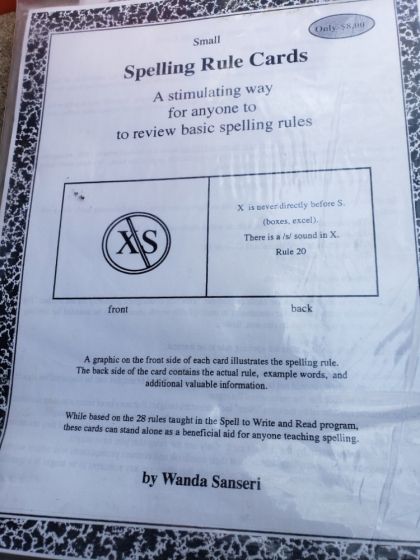 Only $8.00
Small
Spelling Rule Cards
A stimulating way
for anyone to
to review basic spelling rules
XS
X is never directly before S.
(boxes, excel).
There is a /s/ sound in X.
Rule 20
front
back
A graphic on the front side of each card illustrates the spelling rule.
The back side of the card contains the actual rule, example words, and
additional valuable information.
While based on the 28 rules taught in the Spell to Write and Read program,
these cards can stand alone as a beneficial aid for anyone teaching spelling.
by Wanda Sanseri